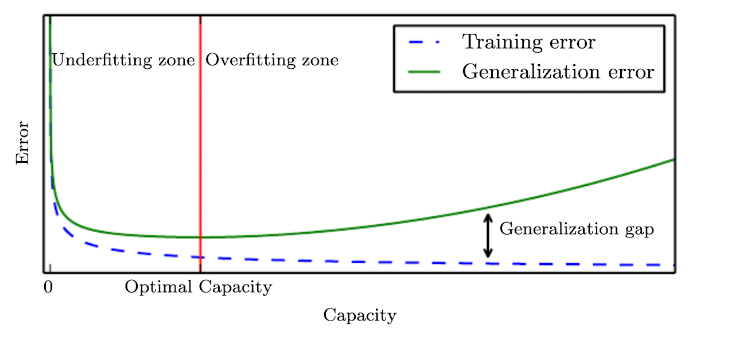 Training error
Generalization error
Underfitting zone
Overfitting zone
Error
Generalization gap
0
Optimal Capacity
Capacity